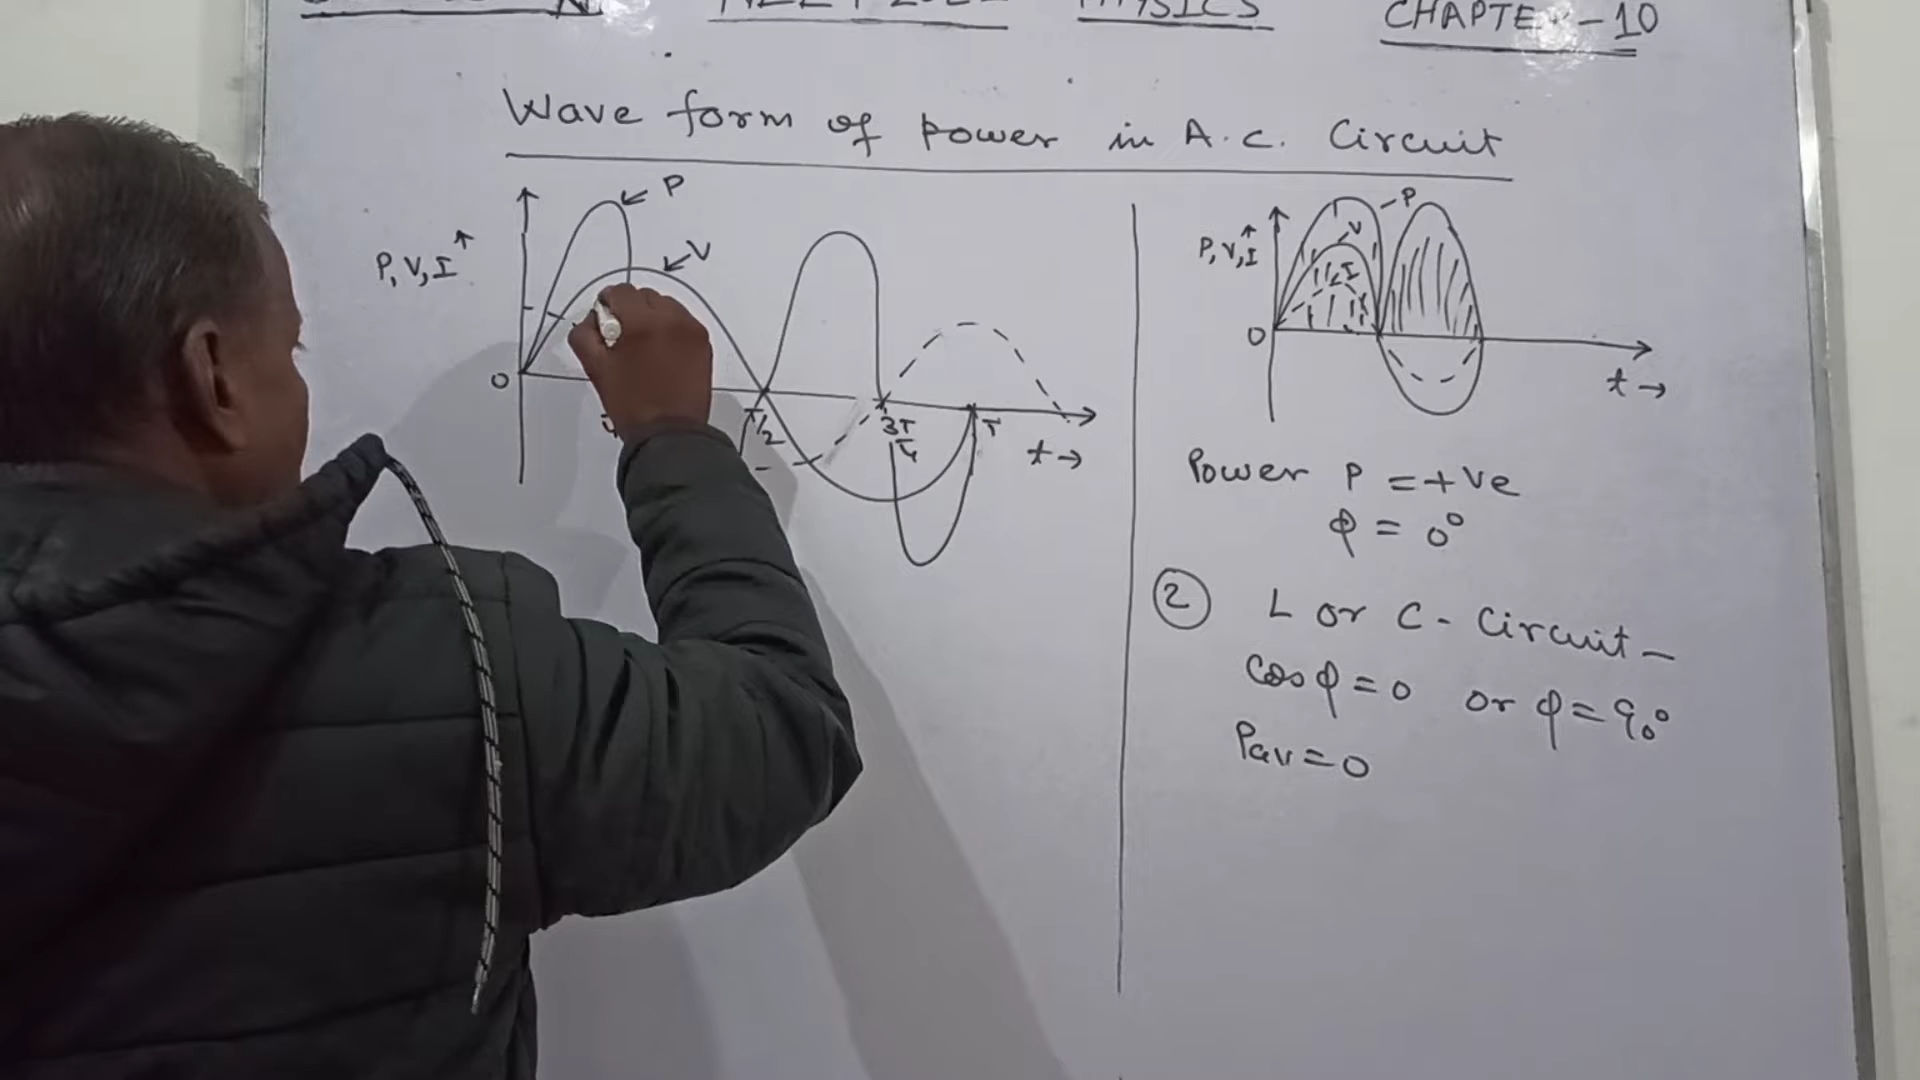 PHYSICS CHAPTER-10
Wave form of power in A.C. Circuit
P
V
P, V, I ↑
O
T/2
3T/4
T
t →
P
V
I
P, V, I ↑
O
t →
Power P = +ve
φ = 0°
② L or C - Circuit -
cos φ = 0 or φ = 90°
Pav = 0